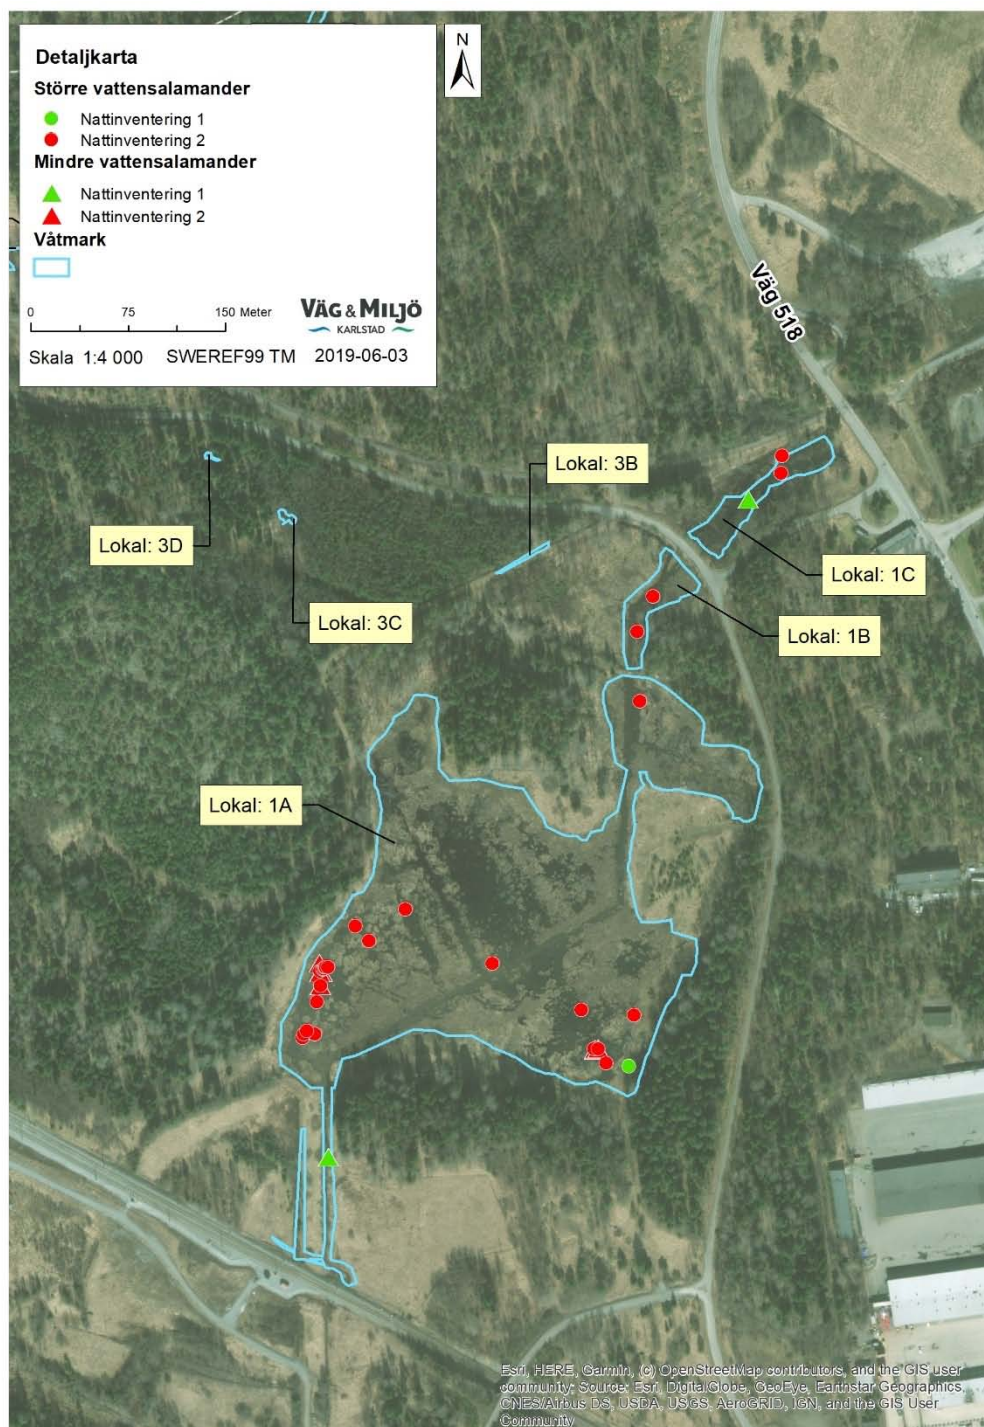 Detaljkarta
Större vattensalamander
Nattinventering 1
Nattinventering 2
Mindre vattensalamander
Nattinventering 1
Nattinventering 2
Våtmark
0 75 150 Meter
VÄG & MILJÖ
KARLSTAD
Skala 1:4 000 SWEREF99 TM 2019-06-03
N
Väg 518
Lokal: 3B
Lokal: 3D
Lokal: 1C
Lokal: 3C
Lokal: 1B
Lokal: 1A
Esri, HERE, Garmin, (c) OpenStreetMap contributors, and the GIS user
community; Source: Esri, DigitalGlobe, GeoEye, Earthstar Geographics,
CNES/Airbus DS, USDA, USGS, AeroGRID, IGN, and the GIS User
Community